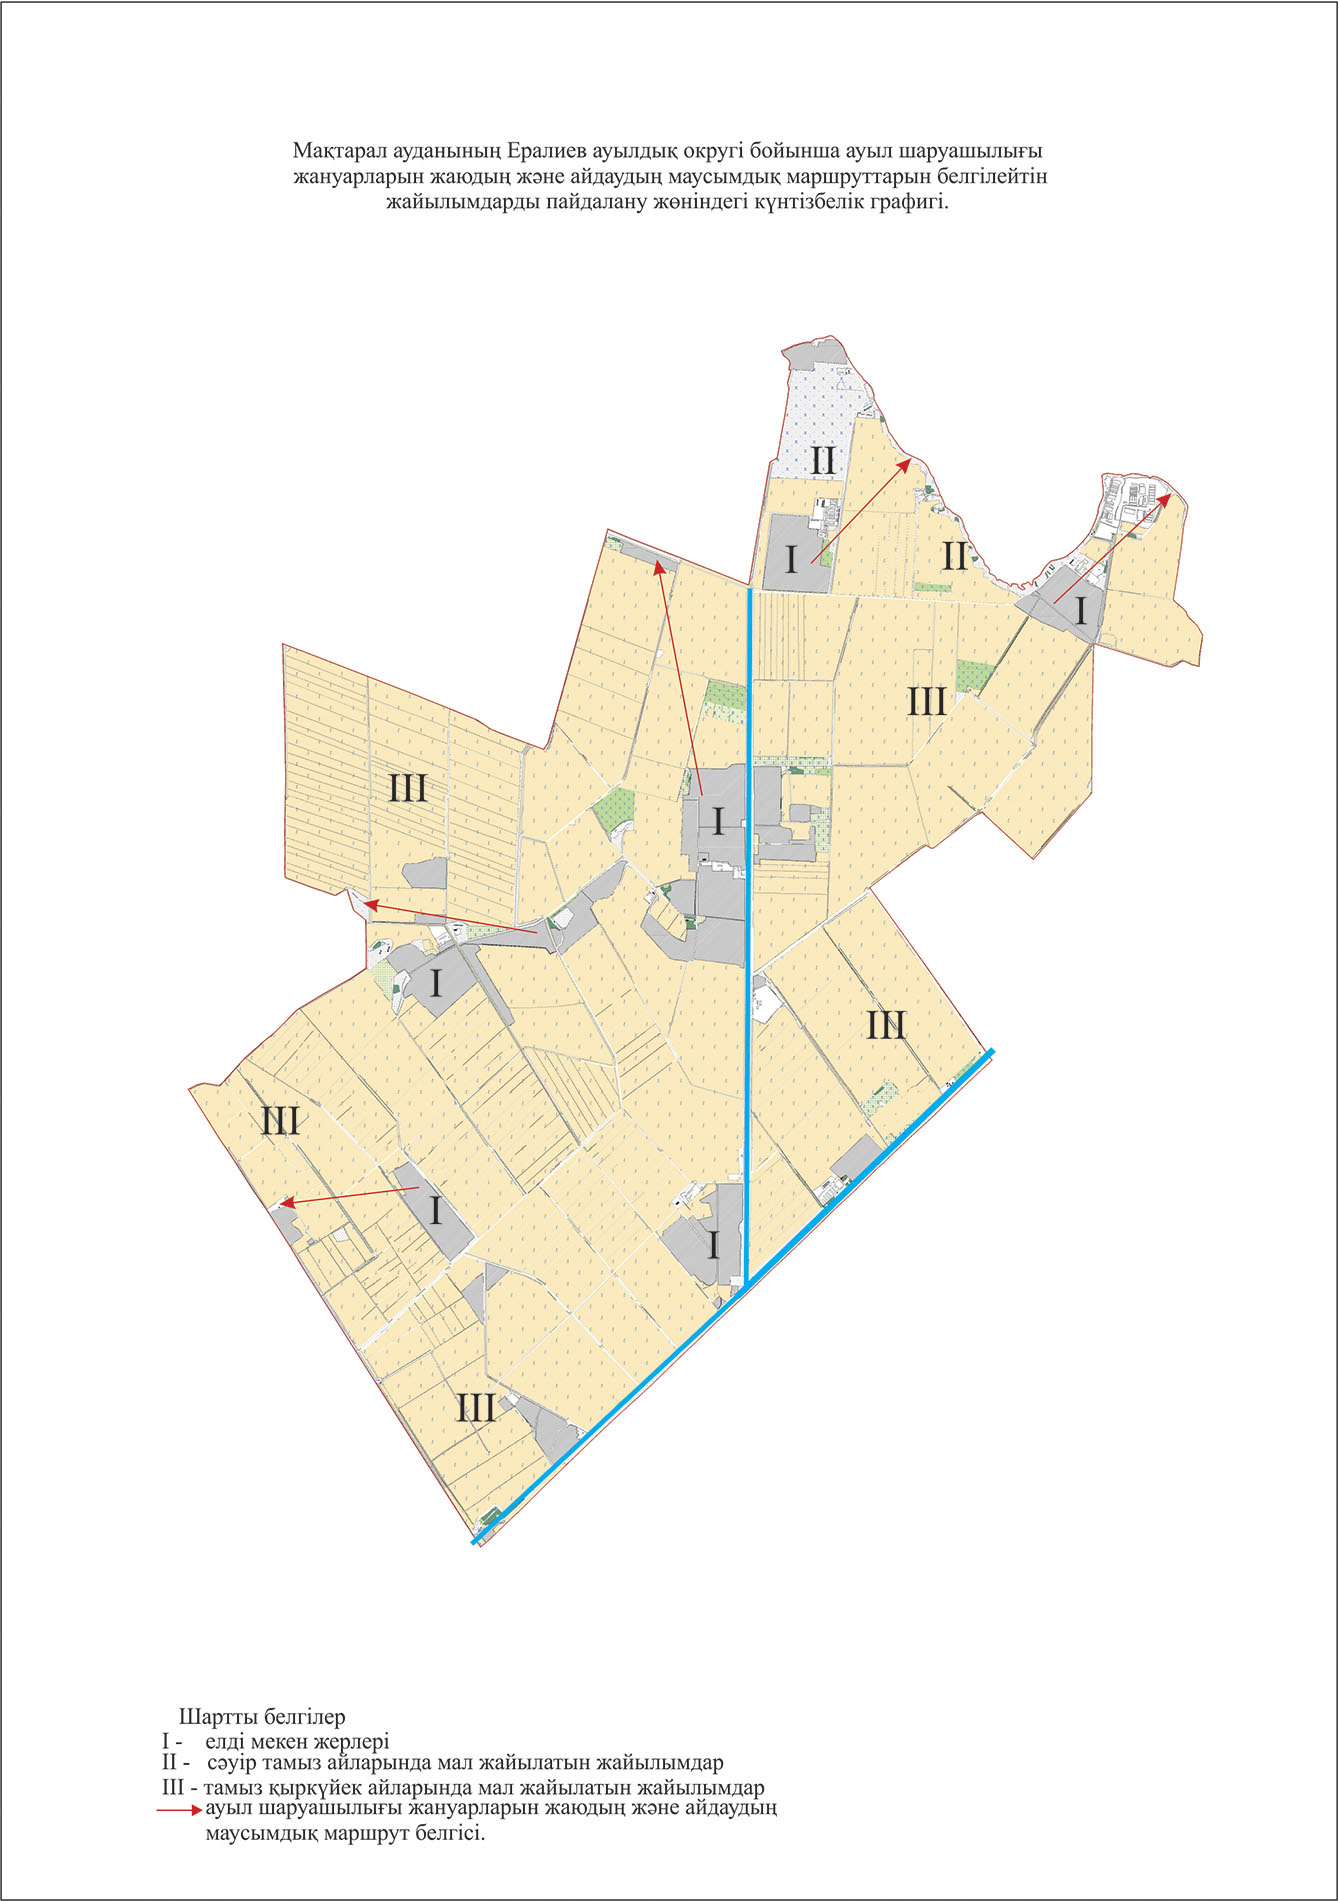 Мақтарал ауданының Ералиев ауылдық округі бойынша ауыл шаруашылығы
жануарларын жаюдың және айдаудың маусымдық маршруттарын белгілейтін
жайылымдарды пайдалану жөніндегі күнтізбелік графигі.
II
I
II
I
III
III
I
I
III
III
I
I
III
Шартты белгілер
I - елді мекен жерлері
II - сәуір тамыз айларында мал жайылатын жайылымдар
III - тамыз қыркүйек айларында мал жайылатын жайылымдар
ауыл шаруашылығы жануарларын жаюдың және айдаудың
маусымдық маршрут белгісі.